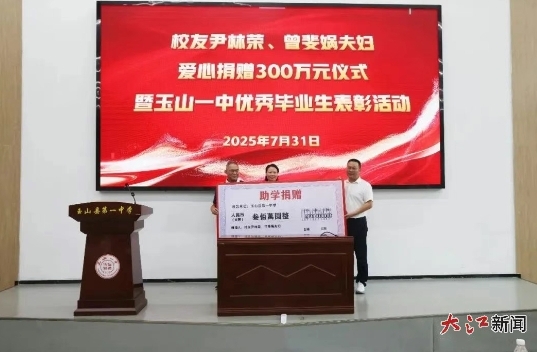 校友尹林荣、曾斐娲夫妇
爱心捐赠300万元仪式
暨玉山一中优秀毕业生表彰活动
2025年7月31日
助学捐赠
人民币
叁佰萬圆整
玉山县第一中学
大江新闻